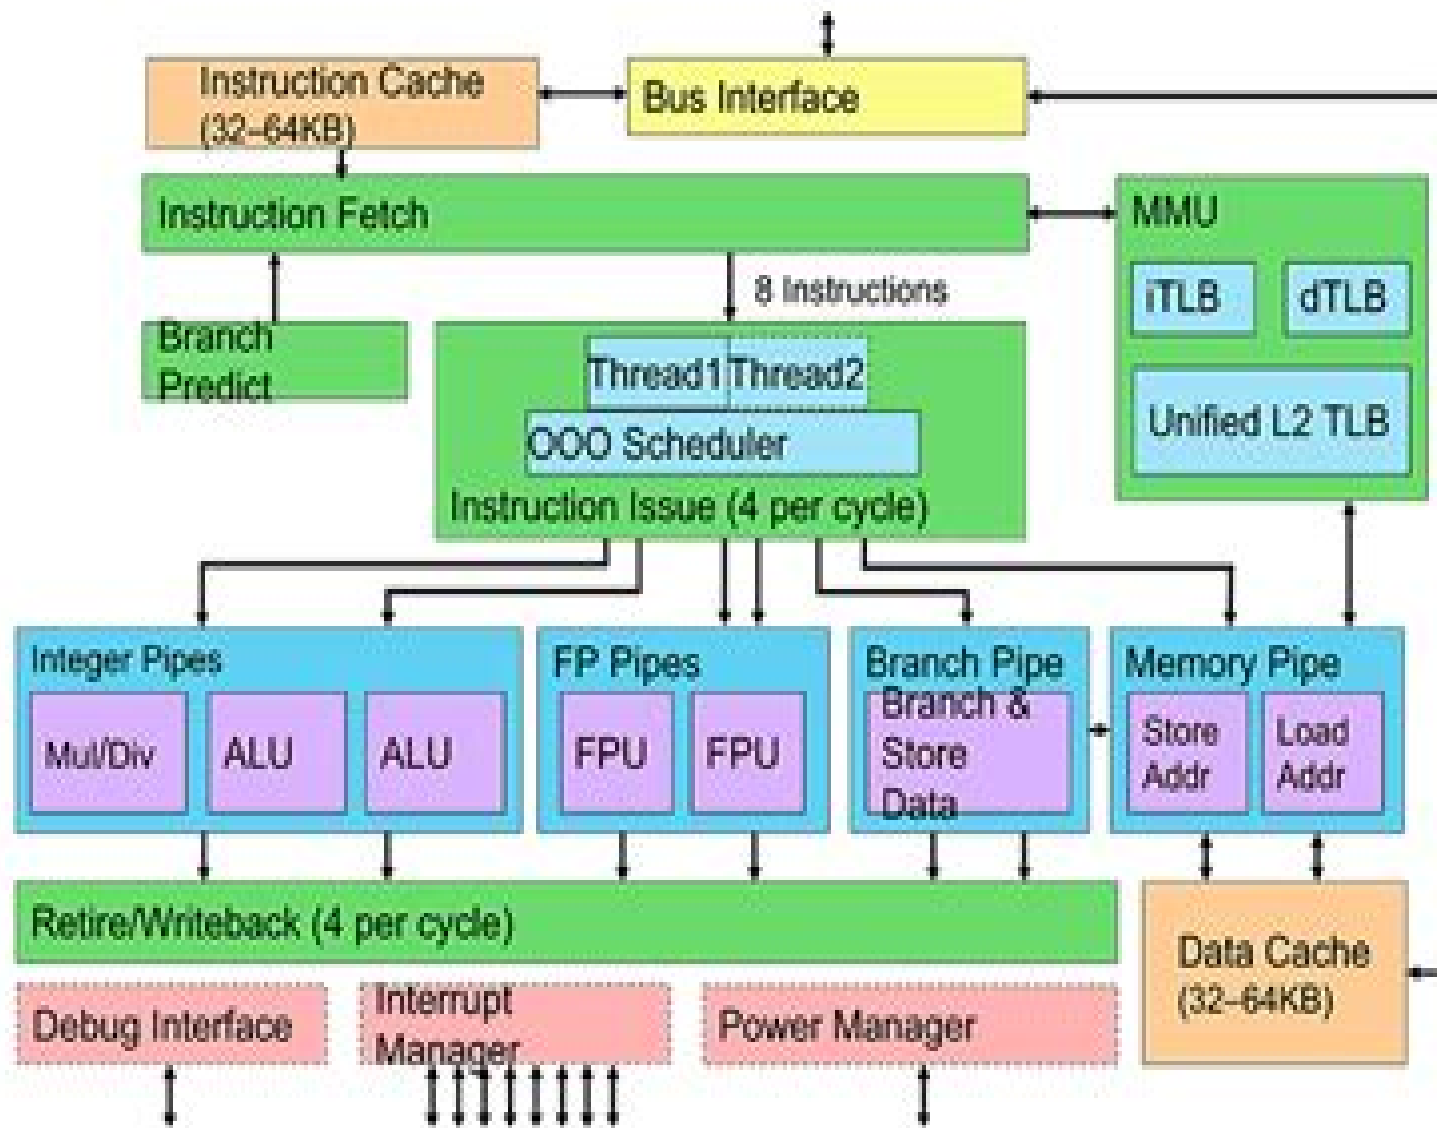 Instruction Cache
(32–64KB)
Bus Interface
Instruction Fetch
MMU
iTLB
dTLB
Unified L2 TLB
8 Instructions
Branch
Predict
Thread1
Thread2
OOO Scheduler
Instruction Issue (4 per cycle)
Integer Pipes
Mul/Div
ALU
ALU
FP Pipes
FPU
FPU
Branch Pipe
Branch &
Store
Data
Memory Pipe
Store
Addr
Load
Addr
Retire/Writeback (4 per cycle)
Data Cache
(32–64KB)
Debug Interface
Interrupt
Manager
Power Manager